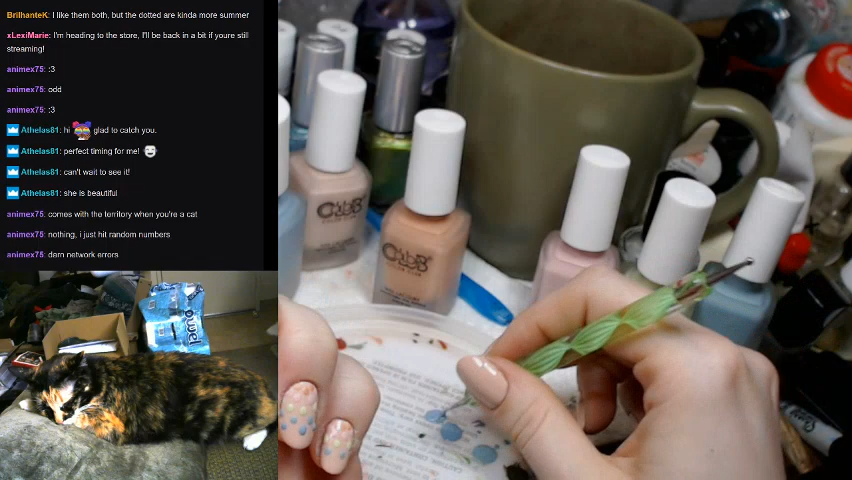 BrilhanteK: I like them both, but the dotted are kinda more summer
xLexiMarie: I'm heading to the store, I'll be back in a bit if youre still
streaming!
animex75: :3
animex75: odd
animex75: :3
Athelas81: hi glad to catch you.
Athelas81: perfect timing for me!
Athelas81: can't wait to see it!
Athelas81: she is beautiful
animex75: comes with the territory when you're a cat
animex75: nothing, i just hit random numbers
animex75: darn network errors
CLUB
COLOR CLUB